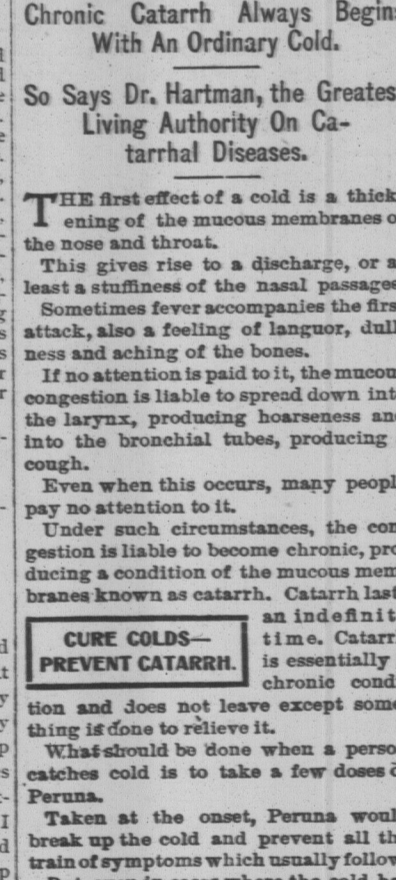 Chronic Catarrh Always Begins
With An Ordinary Cold.
So Says Dr. Hartman, the Greates
Living Authority On Ca-
tarrhal Diseases.
THE first effect of a cold is a thick
ening of the mucous membranes o
the nose and throat.
This gives rise to a discharge, or a
least a stuffiness of the nasal passages
Sometimes fever accompanies the firs
attack, also a feeling of languor, dull
ness and aching of the bones.
If no attention is paid to it, the mucou
congestion is liable to spread down int
the larynx, producing hoarseness an
into the bronchial tubes, producing
cough.
Even when this occurs, many peopl
pay no attention to it.
Under such circumstances, the con
gestion is liable to become chronic, pro
ducing a condition of the mucous mem
branes known as catarrh. Catarrh last
an indefinit
time. Catarr
is essentially
chronic cond
CURE COLDS—
PREVENT CATARRH.
tion and does not leave except some
thing is done to relieve it.
What should be done when a perso
catches cold is to take a few doses o
Peruna.
Taken at the onset, Peruna woul
break up the cold and prevent all th
train of symptoms which usually follow